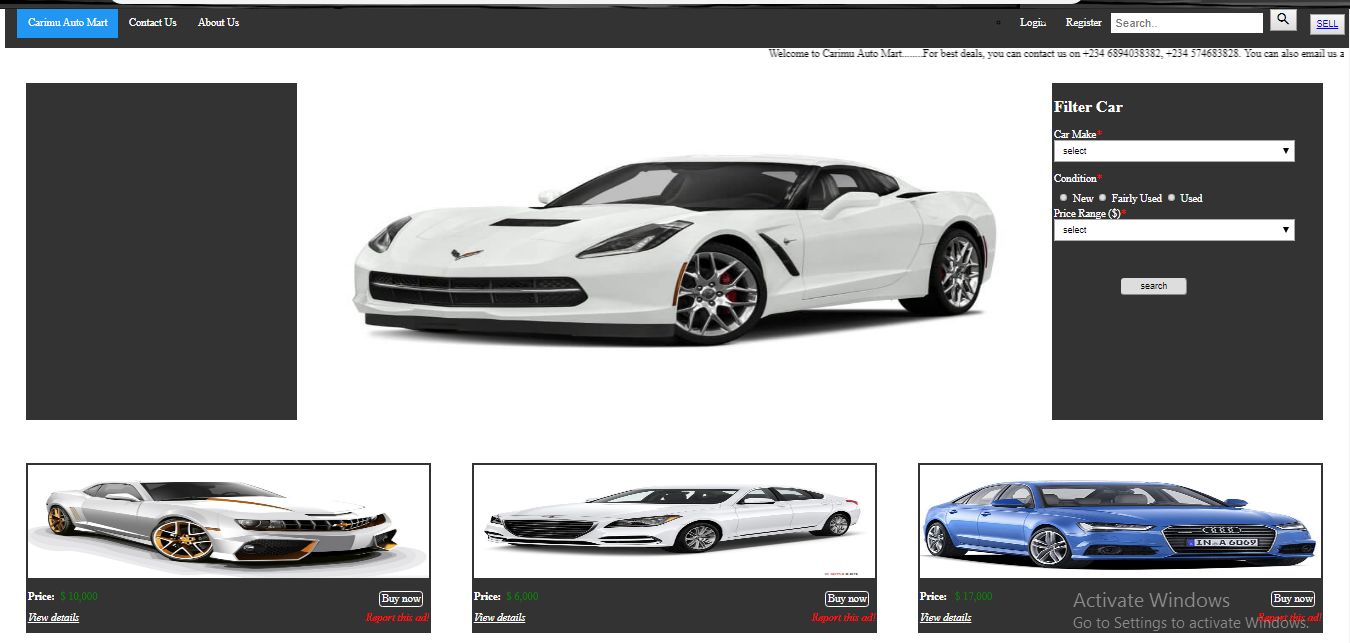 Carimu Auto Mart Contact Us About Us Login Register Search.. SELL
Welcome to Carimu Auto Mart........For best deals, you can contact us on +234 6894038382, +234 574683828. You can also email us a
Filter Car
Car Make*
select
Condition*
New Fairly Used Used
Price Range ($)*
select
search
IN·A 6069
Price: $ 10,000 Buy now
View details Report this ad!
Price: $ 6,000 Buy now
View details Report this ad!
Price: $ 17,000 Buy now
View details Report this ad!
Activate Windows
Go to Settings to activate Windows.